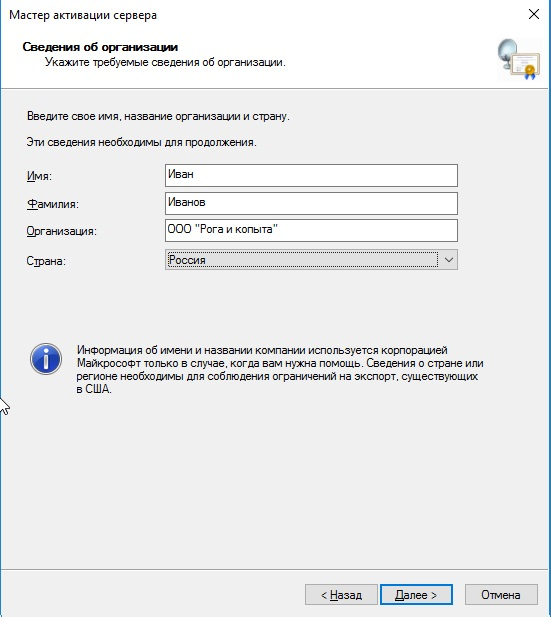 Мастер активации сервера
Сведения об организации
Укажите требуемые сведения об организации.
Введите свое имя, название организации и страну.
Эти сведения необходимы для продолжения.
Имя: Иван
Фамилия: Иванов
Организация: ООО "Рога и копыта"
Страна: Россия
Информация об имени и названии компании используется корпорацией
Майкрософт только в случае, когда вам нужна помощь. Сведения о стране или
регионе необходимы для соблюдения ограничений на экспорт, существующих
в США.
< Назад Далее > Отмена